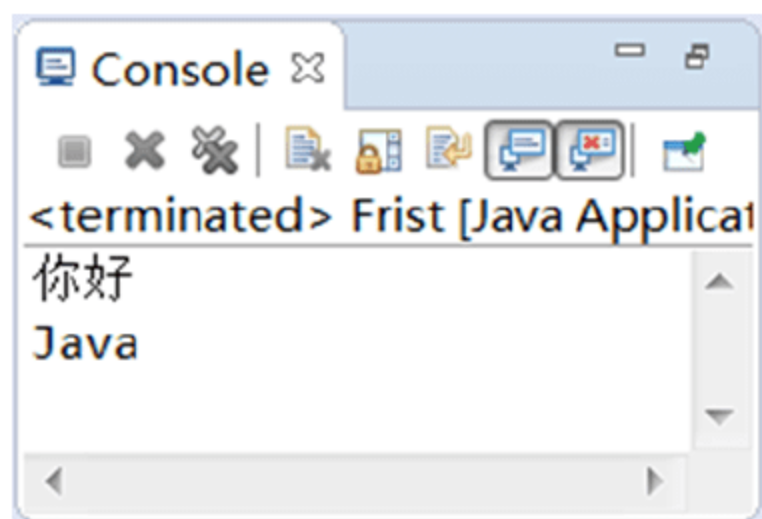 Console
<terminated> Frist [Java Applicat
你好
Java